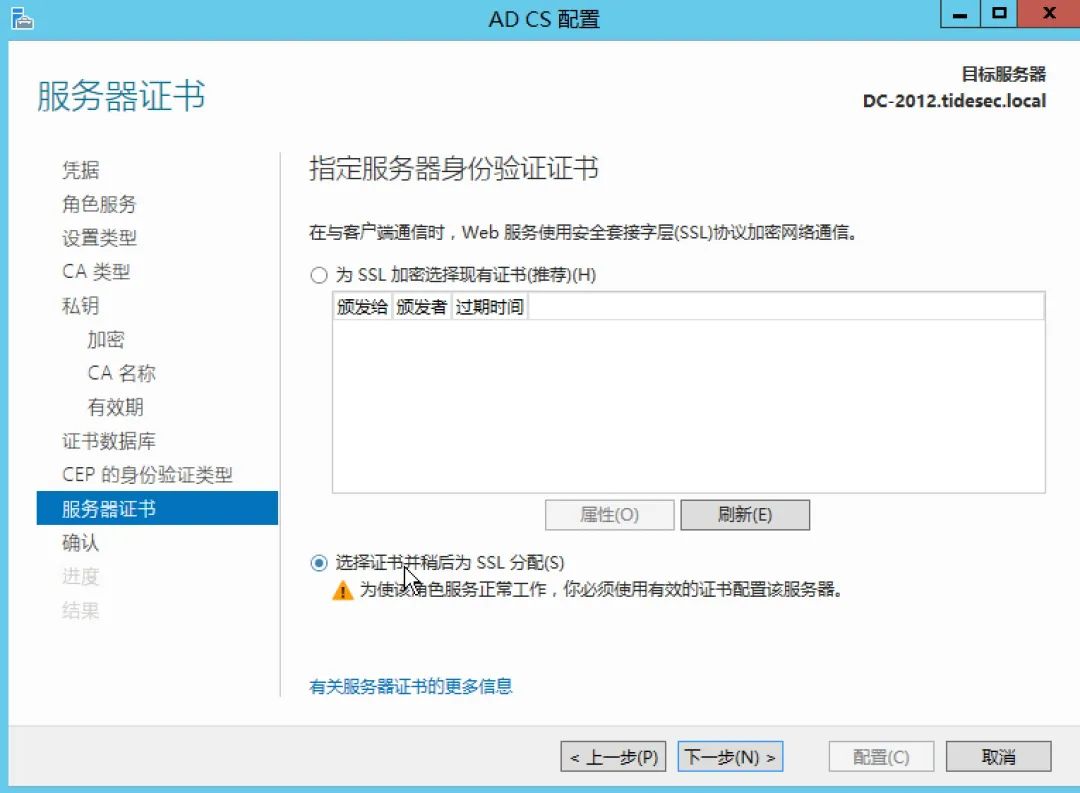 AD CS 配置
服务器证书
目标服务器
DC-2012.tidesec.local
凭据
角色服务
设置类型
CA 类型
私钥
加密
CA 名称
有效期
证书数据库
CEP 的身份验证类型
服务器证书
确认
进度
结果
指定服务器身份验证证书
在与客户端通信时，Web 服务使用安全套接字层(SSL)协议加密网络通信。
为 SSL 加密选择现有证书(推荐)(H)
颁发给 颁发者 过期时间
属性(O) 刷新(E)
选择证书并稍后为 SSL 分配(S)
为使该角色服务正常工作，你必须使用有效的证书配置该服务器。
有关服务器证书的更多信息
< 上一步(P) 下一步(N) > 配置(C) 取消